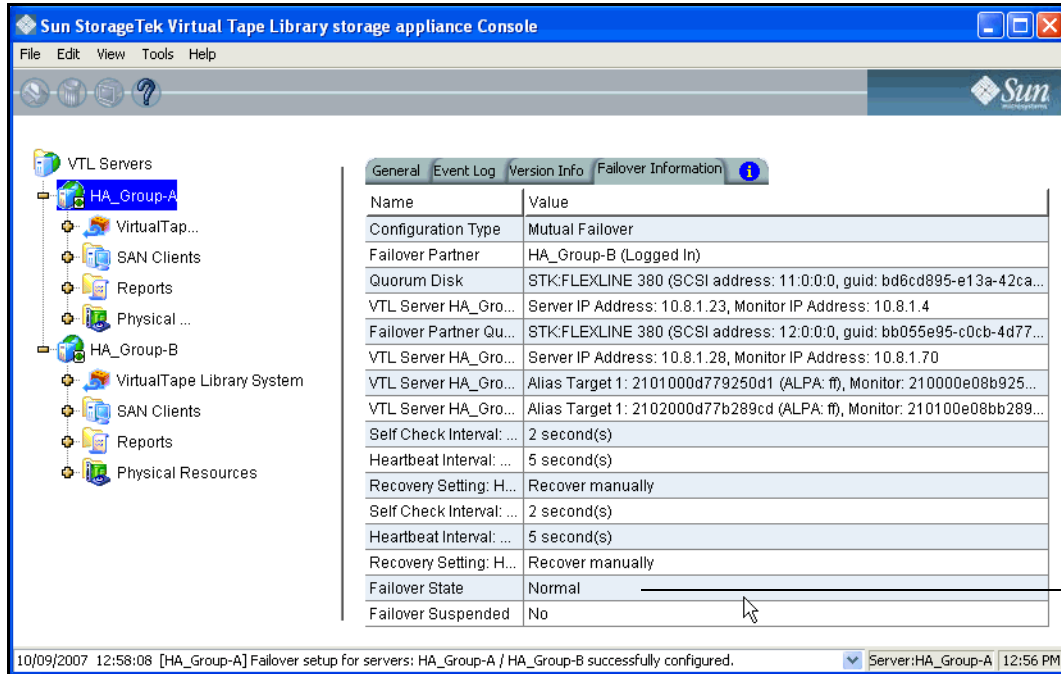 Sun StorageTek Virtual Tape Library storage appliance Console
File Edit View Tools Help
Sun
microsystems
VTL Servers
HA_Group-A
VirtualTap...
SAN Clients
Reports
Physical ...
HA_Group-B
VirtualTape Library System
SAN Clients
Reports
Physical Resources
General Event Log Version Info Failover Information
Name Value
Configuration Type Mutual Failover
Failover Partner HA_Group-B (Logged In)
Quorum Disk STK:FLEXLINE 380 (SCSI address: 11:0:0:0, guid: bd6cd895-e13a-42ca...
VTL Server HA_Gro... Server IP Address: 10.8.1.23, Monitor IP Address: 10.8.1.4
Failover Partner Qu... STK:FLEXLINE 380 (SCSI address: 12:0:0:0, guid: bb055e95-c0cb-4d77...
VTL Server HA_Gro... Server IP Address: 10.8.1.28, Monitor IP Address: 10.8.1.70
VTL Server HA_Gro... Alias Target 1: 2101000d779250d1 (ALPA: ff), Monitor: 210000e08b925...
VTL Server HA_Gro... Alias Target 1: 2102000d77b289cd (ALPA: ff), Monitor: 210100e08bb289...
Self Check Interval: ... 2 second(s)
Heartbeat Interval: ... 5 second(s)
Recovery Setting: H... Recover manually
Self Check Interval: ... 2 second(s)
Heartbeat Interval: ... 5 second(s)
Recovery Setting: H... Recover manually
Failover State Normal
Failover Suspended No
10/09/2007 12:58:08 [HA_Group-A] Failover setup for servers: HA_Group-A / HA_Group-B successfully configured. Server:HA_Group-A 12:56 PM